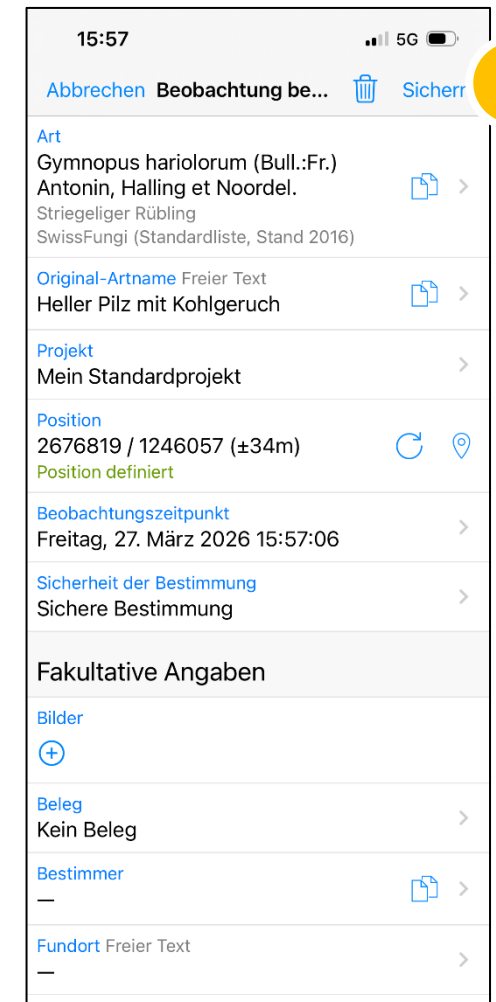 15:57 5G
Abbrechen Beobachtung be... Sichern
Art
Gymnopus hariolorum (Bull.:Fr.)
Antonin, Halling et Noordel.
Striegeliger Rübling
SwissFungi (Standardliste, Stand 2016)
Original-Artname Freier Text
Heller Pilz mit Kohlgeruch
Projekt
Mein Standardprojekt
Position
2676819 / 1246057 (±34m)
Position definiert
Beobachtungszeitpunkt
Freitag, 27. März 2026 15:57:06
Sicherheit der Bestimmung
Sichere Bestimmung
Fakultative Angaben
Bilder
Beleg
Kein Beleg
Bestimmer
—
Fundort Freier Text
—